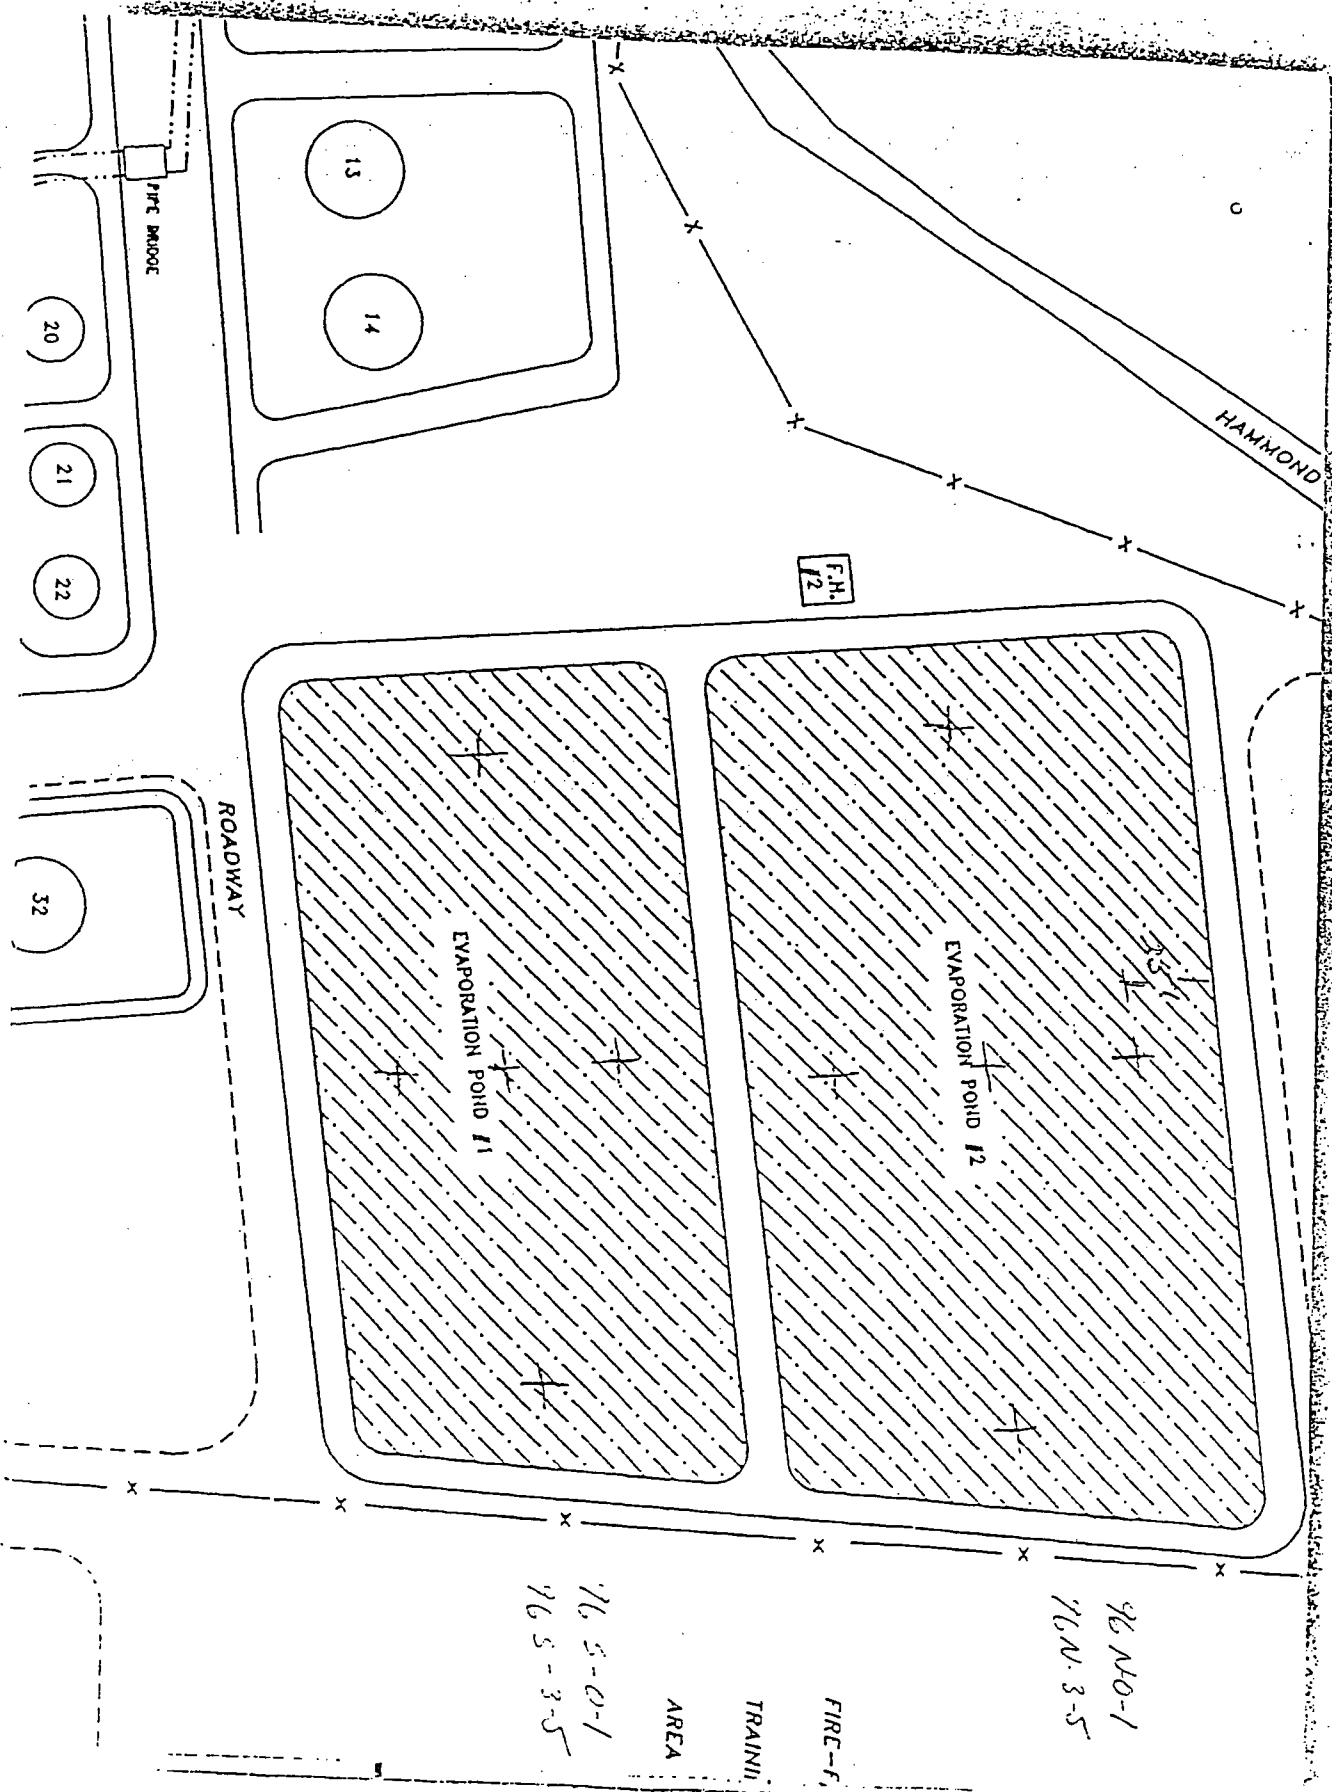 HAMMOND
13
14
PIPE BRIDGE
20
21
22
F.H.
#2
ROADWAY
32
EVAPORATION POND #1
EVAPORATION POND #2
96 N0-1
96 N-3-5
96 S-0-1
96 S-3-5
FIRE-F
TRAINI
AREA